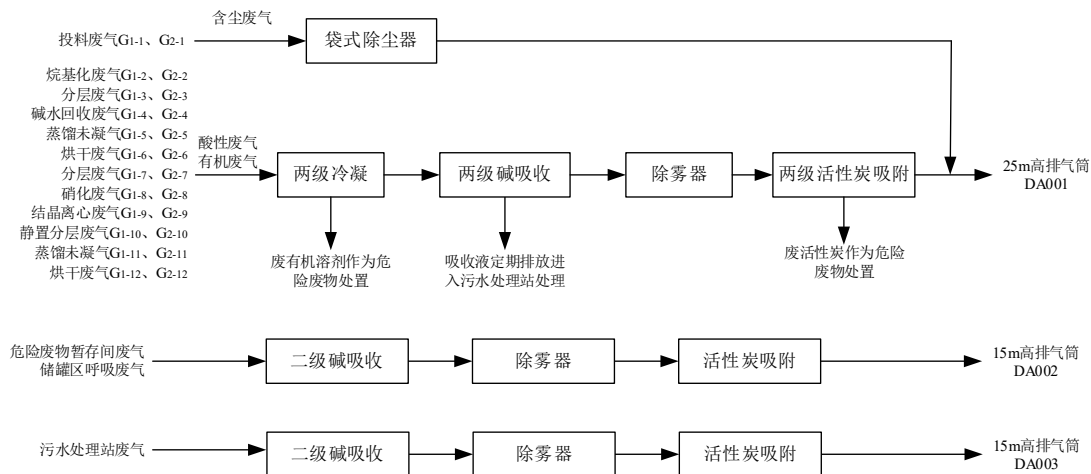 含尘废气
投料废气G1-1、G2-1
袋式除尘器
烷基化废气G1-2、G2-2
分层废气G1-3、G2-3
碱水回收废气G1-4、G2-4
蒸馏未凝气G1-5、G2-5
烘干废气G1-6、G2-6
分层废气G1-7、G2-7
硝化废气G1-8、G2-8
结晶离心废气G1-9、G2-9
静置分层废气G1-10、G2-10
蒸馏未凝气G1-11、G2-11
烘干废气G1-12、G2-12
酸性废气
有机废气
两级冷凝
两级碱吸收
除雾器
两级活性炭吸附
25m高排气筒
DA001
废有机溶剂作为危
险废物处置
吸收液定期排放进
入污水处理站处理
废活性炭作为危险
废物处置
危险废物暂存间废气
储罐区呼吸废气
二级碱吸收
除雾器
活性炭吸附
15m高排气筒
DA002
污水处理站废气
二级碱吸收
除雾器
活性炭吸附
15m高排气筒
DA003